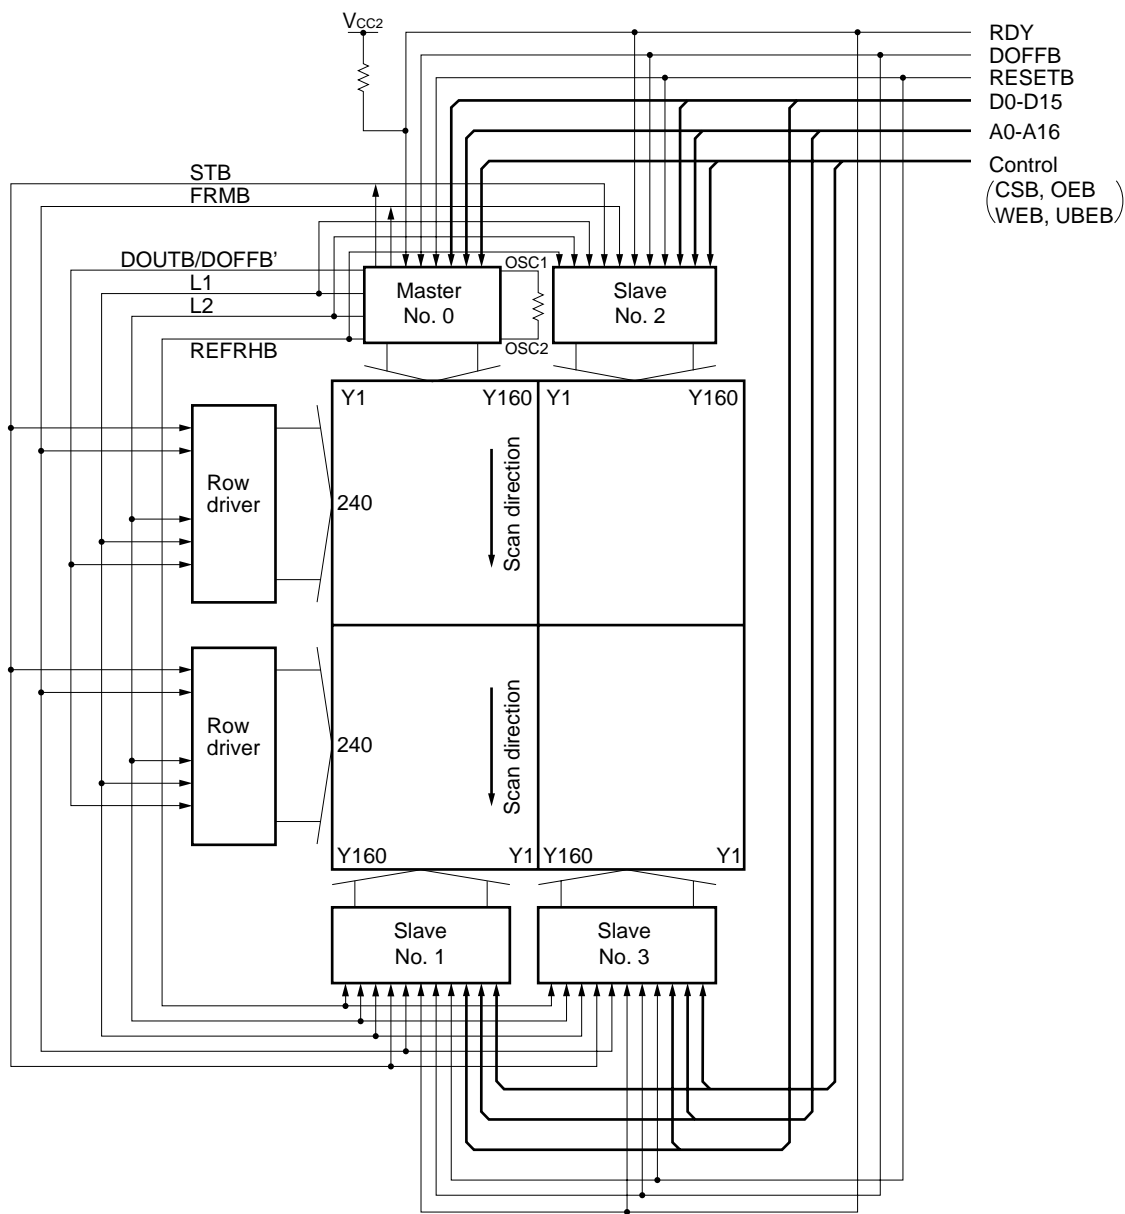 VCC2
RDY
DOFFB
RESETB
D0-D15
A0-A16
Control
(CSB, OEB
WEB, UBEB)
STB
FRMB
DOUTB/DOFFB’
L1
L2
REFRHB
OSC1
OSC2
Master
No. 0
Slave
No. 2
Y1
Y160
Y1
Y160
Row
driver
240
Scan direction
Row
driver
240
Scan direction
Y160
Y1
Y160
Y1
Slave
No. 1
Slave
No. 3